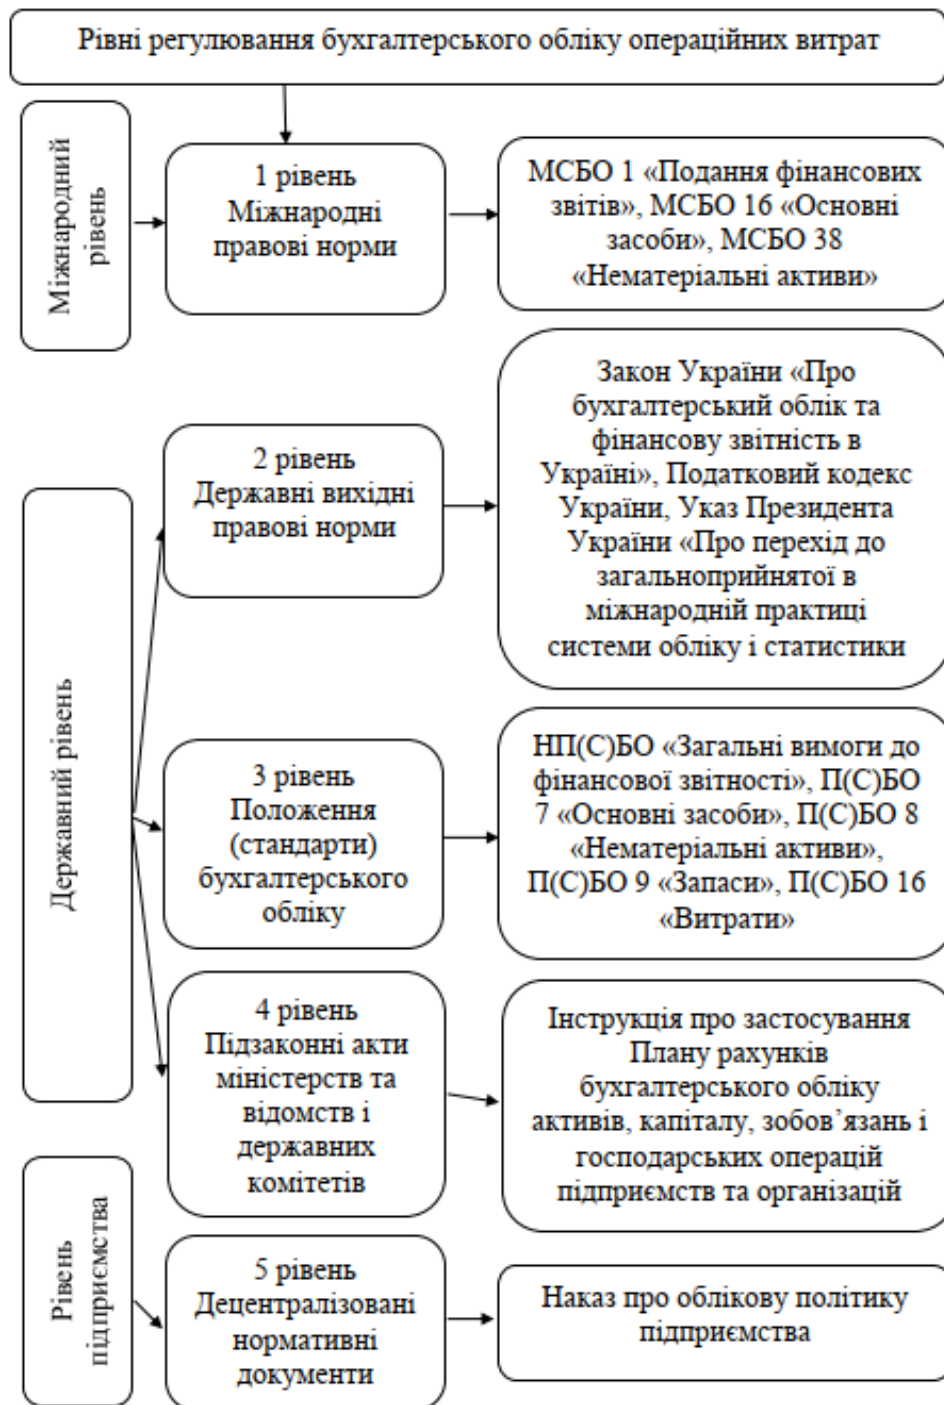 Рівні регулювання бухгалтерського обліку операційних витрат
Міжнародний
рівень
1 рівень
Міжнародні
правові норми
МСБО 1 «Подання фінансових
звітів», МСБО 16 «Основні
засоби», МСБО 38
«Нематеріальні активи»
Державний рівень
2 рівень
Державні вихідні
правові норми
Закон України «Про
бухгалтерський облік та
фінансову звітність в
Україні», Податковий кодекс
України, Указ Президента
України «Про перехід до
загальноприйнятої в
міжнародній практиці
системи обліку і статистики
3 рівень
Положення
(стандарти)
бухгалтерського
обліку
НП(С)БО «Загальні вимоги до
фінансової звітності», П(С)БО
7 «Основні засоби», П(С)БО 8
«Нематеріальні активи»,
П(С)БО 9 «Запаси», П(С)БО 16
«Витрати»
4 рівень
Підзаконні акти
міністерств та
відомств і
державних
комітетів
Інструкція про застосування
Плану рахунків
бухгалтерського обліку
активів, капіталу, зобов’язань і
господарських операцій
підприємств та організацій
Рівень
підприємства
5 рівень
Децентралізовані
нормативні
документи
Наказ про облікову політику
підприємства